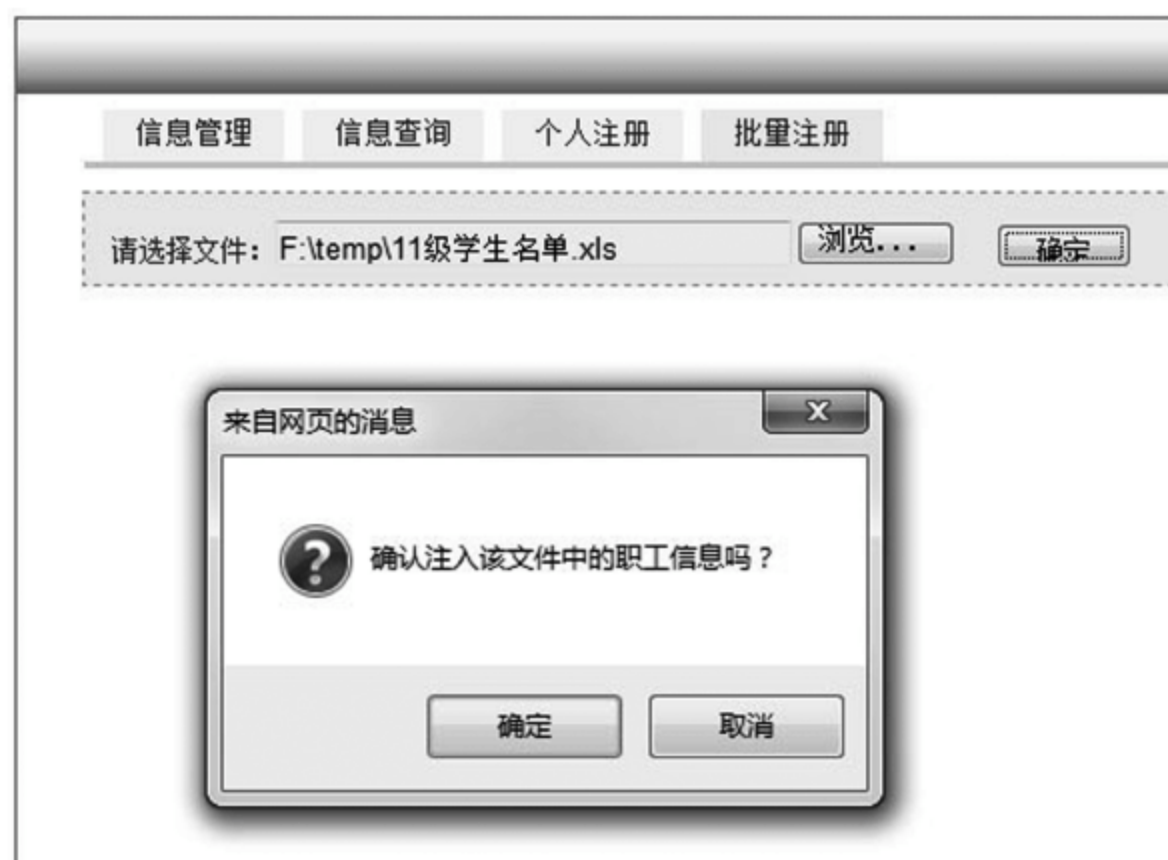 信息管理 信息查询 个人注册 批量注册
请选择文件: F:\temp\11级学生名单.xls 浏览... 确定
来自网页的消息
确认注入该文件中的职工信息吗？
确定 取消